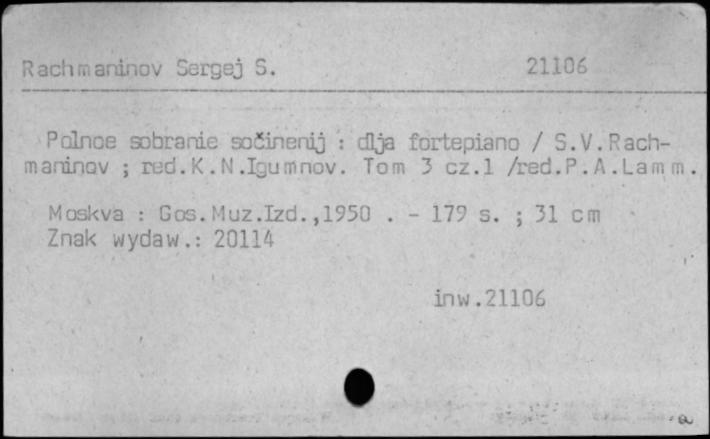 Rachmaninov Sergej S. 21106
Polnoe sobranie sočinenij : dlja fortepiano / S.V.Rach-
maninov ; red.K.N.Igumnov. Tom 3 cz.1 /red.P.A.Lamm.
Moskva : Gos.Muz.Izd.,1950 . - 179 s. ; 31 cm
Znak wydaw.: 20114
inw.21106